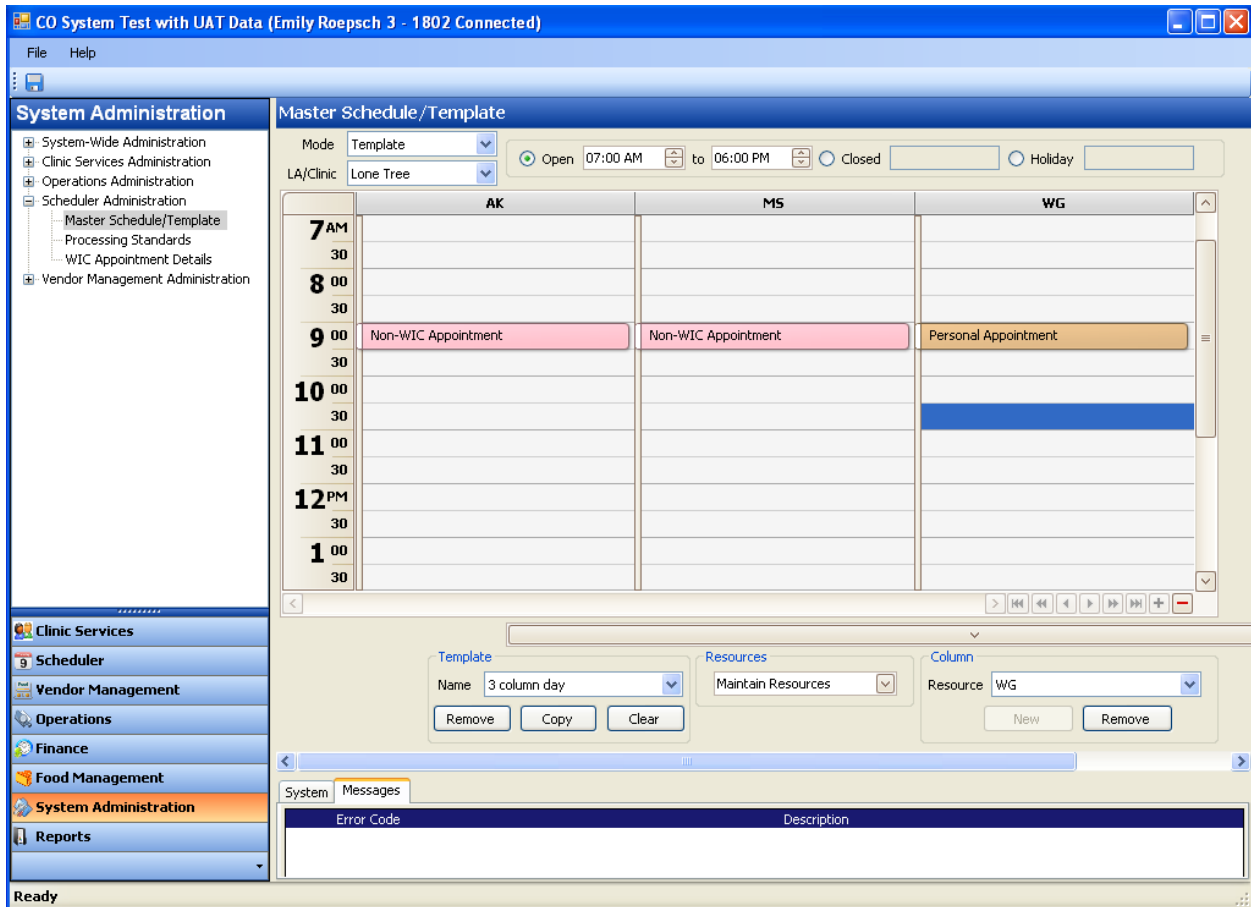 CO System Test with UAT Data (Emily Roepsch 3 - 1802 Connected)
File Help
System Administration
System-Wide Administration
Clinic Services Administration
Operations Administration
Scheduler Administration
Master Schedule/Template
Processing Standards
WIC Appointment Details
Vendor Management Administration
Clinic Services
9 Scheduler
Vendor Management
Operations
Finance
Food Management
System Administration
Reports
Master Schedule/Template
Mode Template
LA/Clinic Lone Tree
Open 07:00 AM to 06:00 PM Closed Holiday
AK MS WG
7 AM
30
8 00
30
9 00 Non-WIC Appointment Non-WIC Appointment Personal Appointment
30
10 00
30
11 00
30
12 PM
30
1 00
30
Template Resources Column
Name 3 column day Maintain Resources Resource WG
Remove Copy Clear New Remove
System Messages
Error Code Description
Ready